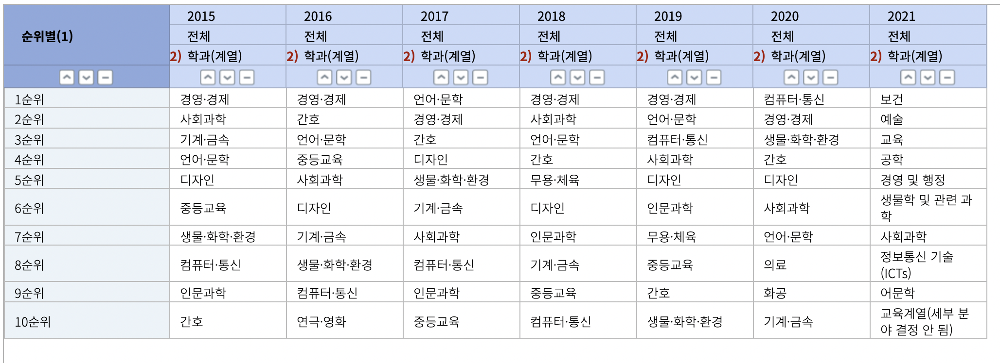 순위별(1) 2015 2016 2017 2018 2019 2020 2021
전체 전체 전체 전체 전체 전체 전체
2) 학과(계열) 2) 학과(계열) 2) 학과(계열) 2) 학과(계열) 2) 학과(계열) 2) 학과(계열) 2) 학과(계열)
1순위 경영·경제 경영·경제 언어·문학 경영·경제 경영·경제 컴퓨터·통신 보건
2순위 사회과학 간호 경영·경제 사회과학 언어·문학 경영·경제 예술
3순위 기계·금속 언어·문학 간호 언어·문학 컴퓨터·통신 생물·화학·환경 교육
4순위 언어·문학 중등교육 디자인 간호 사회과학 간호 공학
5순위 디자인 사회과학 생물·화학·환경 무용·체육 디자인 디자인 경영 및 행정
6순위 중등교육 디자인 기계·금속 디자인 인문과학 사회과학 생물학 및 관련 과
학
7순위 생물·화학·환경 기계·금속 사회과학 인문과학 무용·체육 언어·문학 사회과학
8순위 컴퓨터·통신 생물·화학·환경 컴퓨터·통신 기계·금속 중등교육 의료 정보통신 기술
(ICTs)
9순위 인문과학 컴퓨터·통신 인문과학 중등교육 간호 화공 어문학
10순위 간호 연극·영화 중등교육 컴퓨터·통신 생물·화학·환경 기계·금속 교육계열(세부 분
야 결정 안 됨)